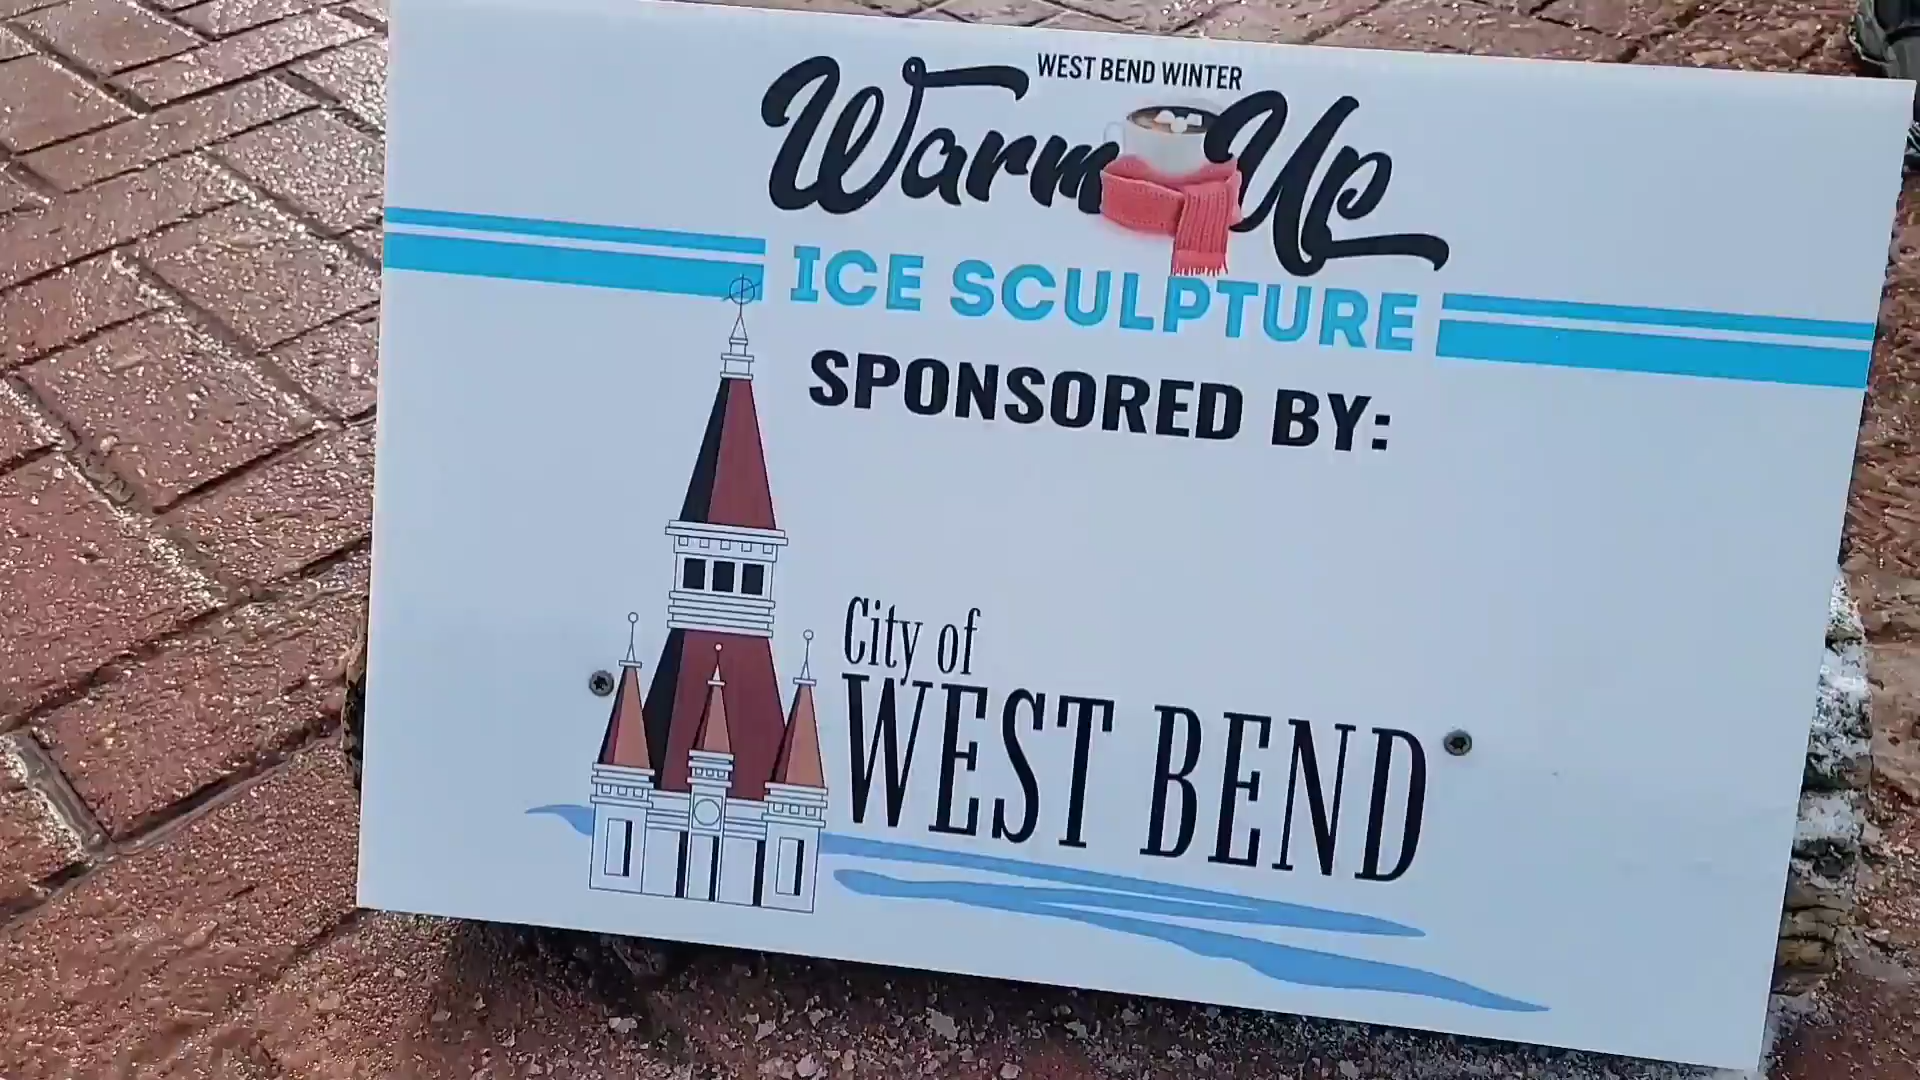 WEST BEND WINTER
Warm Up
ICE SCULPTURE
SPONSORED BY:
City of
WEST BEND